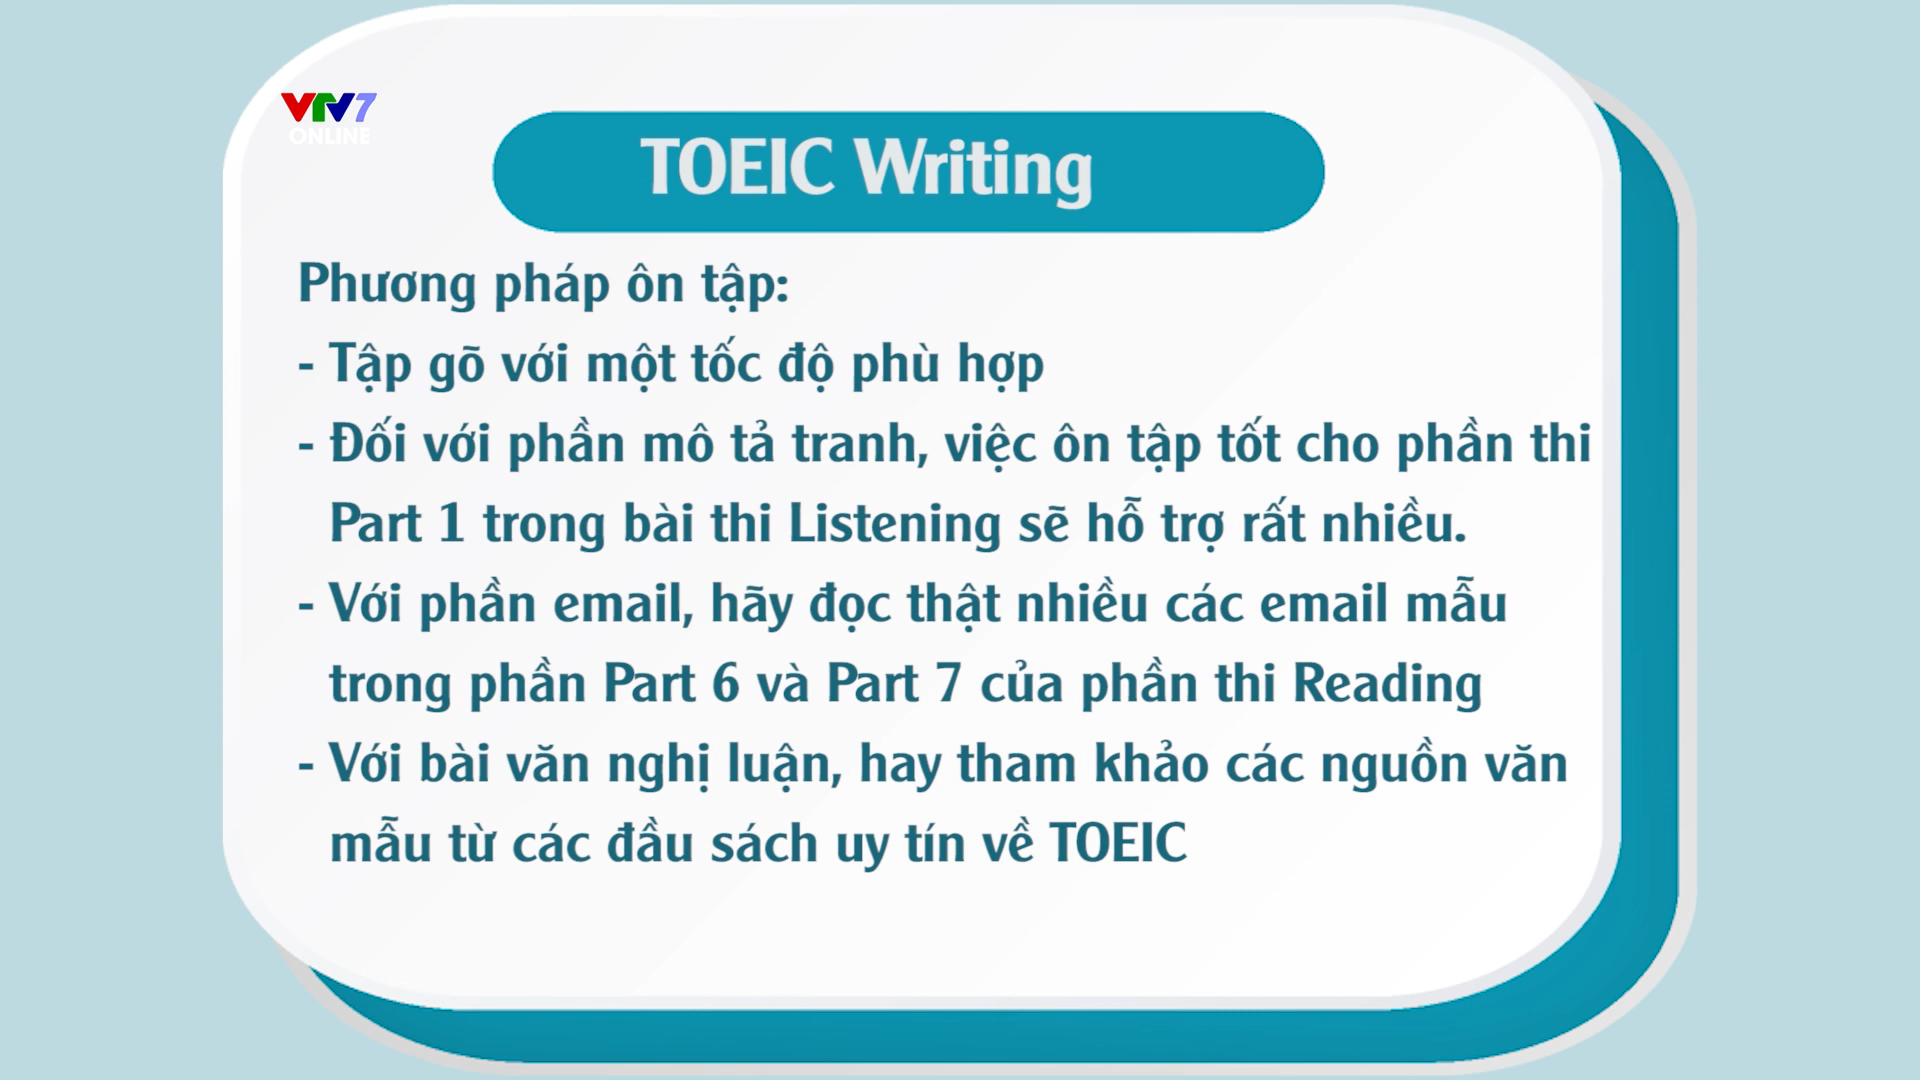 VTV7
ONLINE
TOEIC Writing
Phương pháp ôn tập:
- Tập gõ với một tốc độ phù hợp
- Đối với phần mô tả tranh, việc ôn tập tốt cho phần thi
Part 1 trong bài thi Listening sẽ hỗ trợ rất nhiều.
- Với phần email, hãy đọc thật nhiều các email mẫu
trong phần Part 6 và Part 7 của phần thi Reading
- Với bài văn nghị luận, hay tham khảo các nguồn văn
mẫu từ các đầu sách uy tín về TOEIC